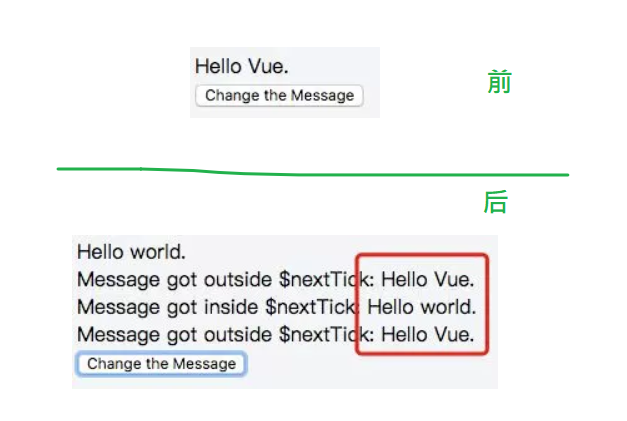 Hello Vue.
Change the Message
前
后
Hello world.
Message got outside $nextTick: Hello Vue.
Message got inside $nextTick: Hello world.
Message got outside $nextTick: Hello Vue.
Change the Message